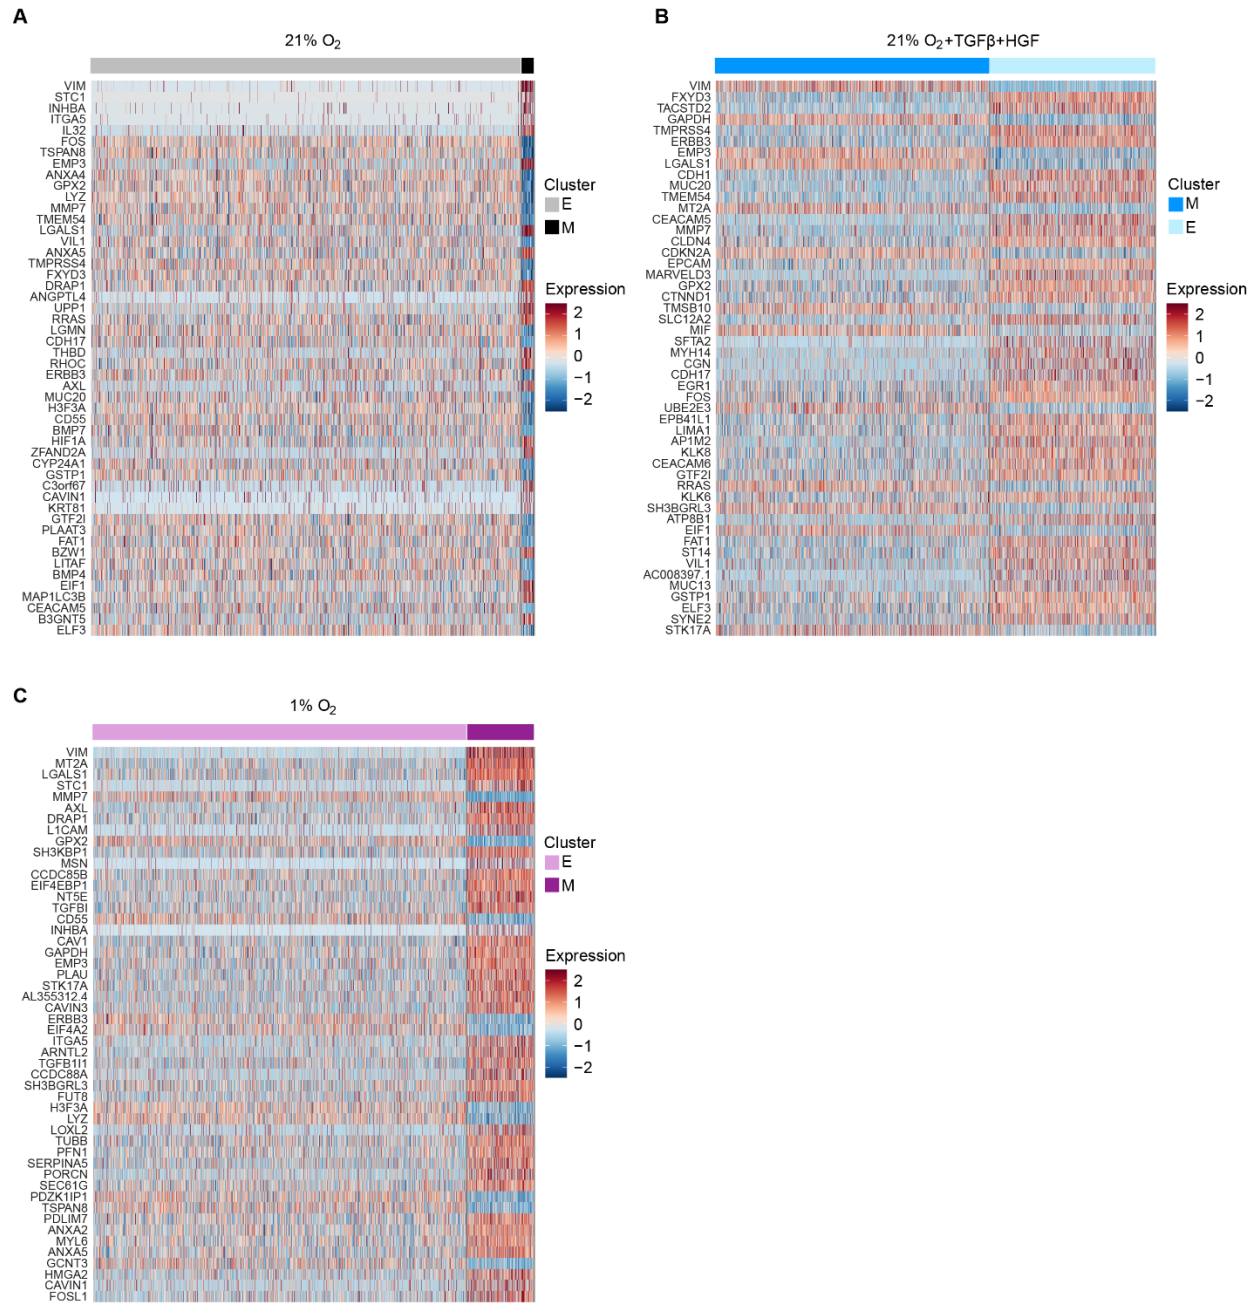 A
21% O₂
VIM
STC1
INHBA
ITGA5
IL32
FOS
TSPAN8
EMP3
ANXA4
GPX2
LYZ
MMP7
TMEM54
LGALS1
VIL1
ANXA5
TMPRSS4
FXYD3
DRAP1
ANGPTL4
UPP1
RRAS
LGMN
CDH17
THBD
RHOC
ERBB3
AXL
MUC20
H3F3A
CD55
BMP7
HIF1A
ZFAND2A
CYP24A1
GSTP1
C3orf67
CAVIN1
KRT81
GTF2I
PLAAT3
FAT1
BZW1
LITAF
BMP4
EIF1
MAP1LC3B
CEACAM5
B3GNT5
ELF3
Cluster
E
M
Expression
2
1
0
−1
−2
B
21% O₂+TGFβ+HGF
VIM
FXYD3
TACSTD2
GAPDH
TMPRSS4
ERBB3
EMP3
LGALS1
CDH1
MUC20
TMEM54
MT2A
CEACAM5
MMP7
CLDN4
CDKN2A
EPCAM
MARVELD3
GPX2
CTNND1
TMSB10
SLC12A2
MIF
SFTA2
MYH14
CGN
CDH17
EGR1
FOS
UBE2E3
EPB41L1
LIMA1
AP1M2
KLK8
CEACAM6
GTF2I
RRAS
KLK6
SH3BGRL3
ATP8B1
EIF1
FAT1
ST14
VIL1
AC008397.1
MUC13
GSTP1
ELF3
SYNE2
STK17A
Cluster
M
E
Expression
2
1
0
−1
−2
C
1% O₂
VIM
MT2A
LGALS1
STC1
MMP7
AXL
DRAP1
L1CAM
GPX2
SH3KBP1
MSN
CCDC85B
EIF4EBP1
NT5E
TGFBI
CD55
INHBA
CAV1
GAPDH
EMP3
PLAU
STK17A
AL355312.4
CAVIN3
ERBB3
EIF4A2
ITGA5
ARNTL2
TGFB1I1
CCDC88A
SH3BGRL3
FUT8
H3F3A
LYZ
LOXL2
TUBB
PFN1
SERPINA5
PORCN
SEC61G
PDZK1IP1
TSPAN8
PDLIM7
ANXA2
MYL6
ANXA5
GCNT3
HMGA2
CAVIN1
FOSL1
Cluster
E
M
Expression
2
1
0
−1
−2